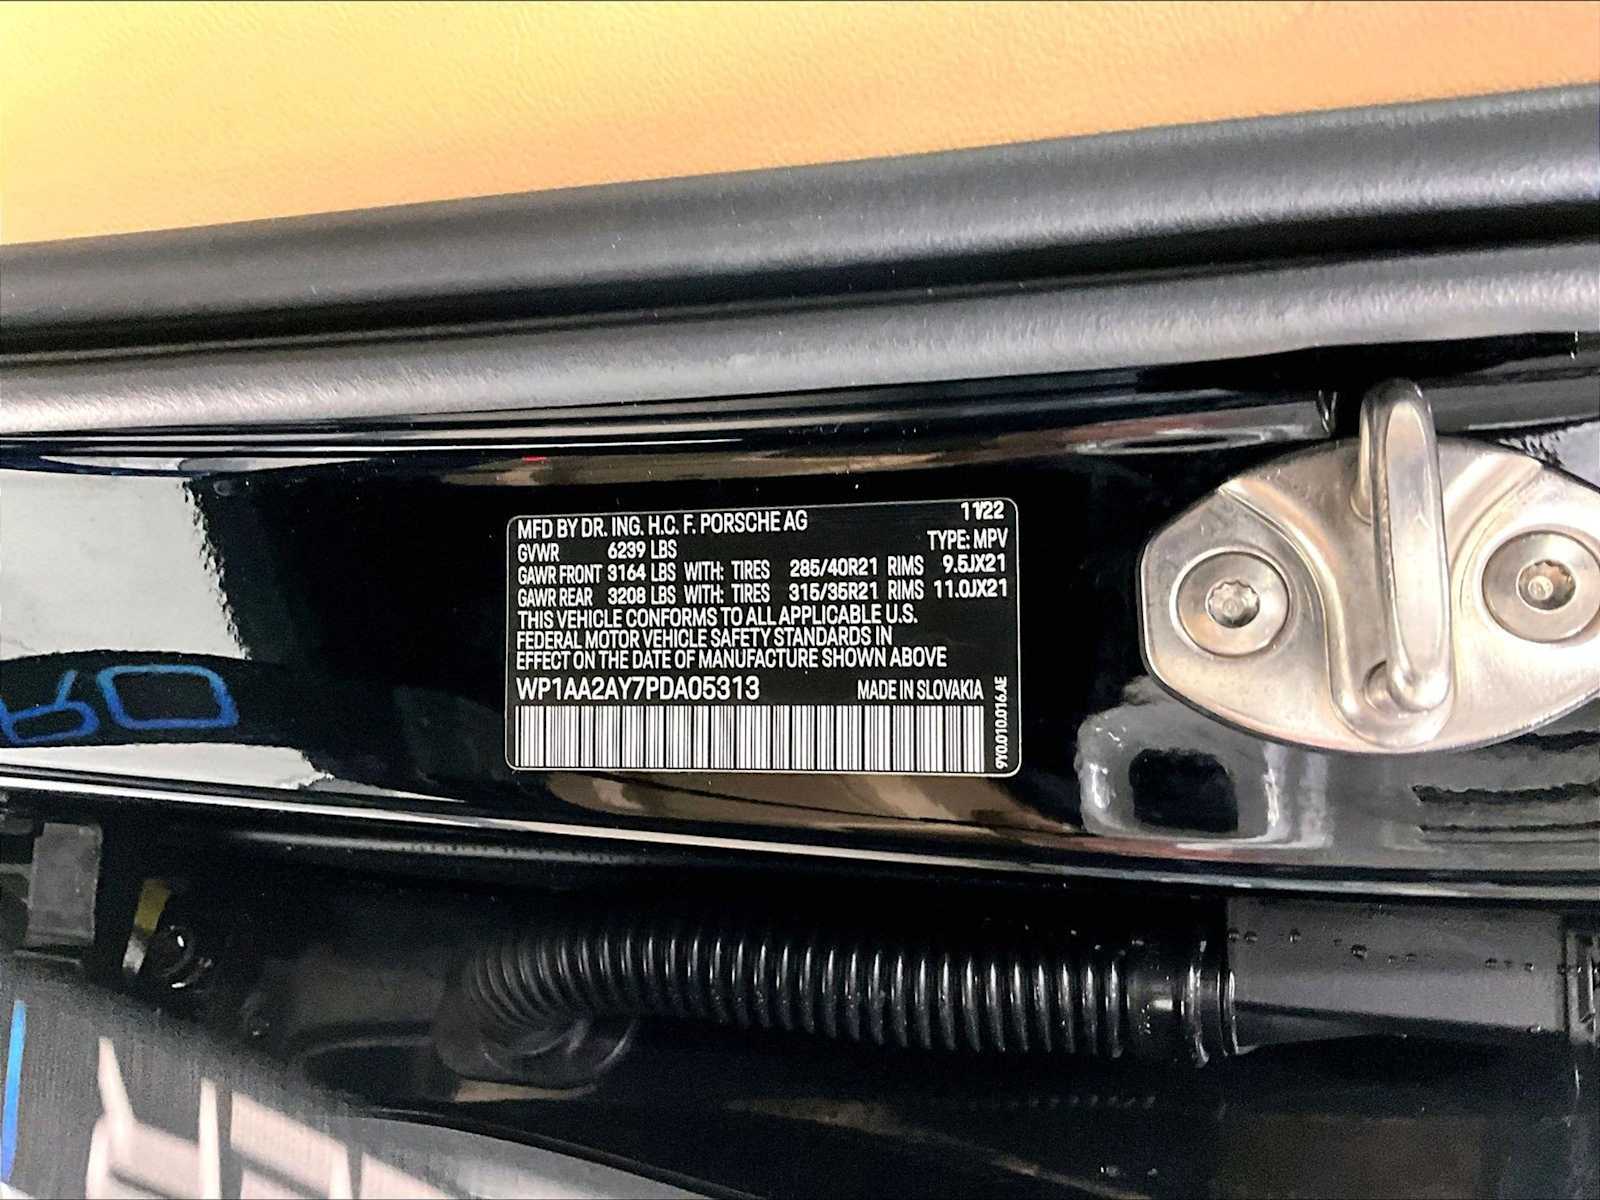 MFD BY DR. ING. H.C. F. PORSCHE AG 11/22
GVWR 6239 LBS TYPE: MPV
GAWR FRONT 3164 LBS WITH: TIRES 285/40R21 RIMS 9.5JX21
GAWR REAR 3208 LBS WITH: TIRES 315/35R21 RIMS 11.0JX21
THIS VEHICLE CONFORMS TO ALL APPLICABLE U.S.
FEDERAL MOTOR VEHICLE SAFETY STANDARDS IN
EFFECT ON THE DATE OF MANUFACTURE SHOWN ABOVE
WP1AA2AY7PDA05313 MADE IN SLOVAKIA
9Y0.010.016.AE